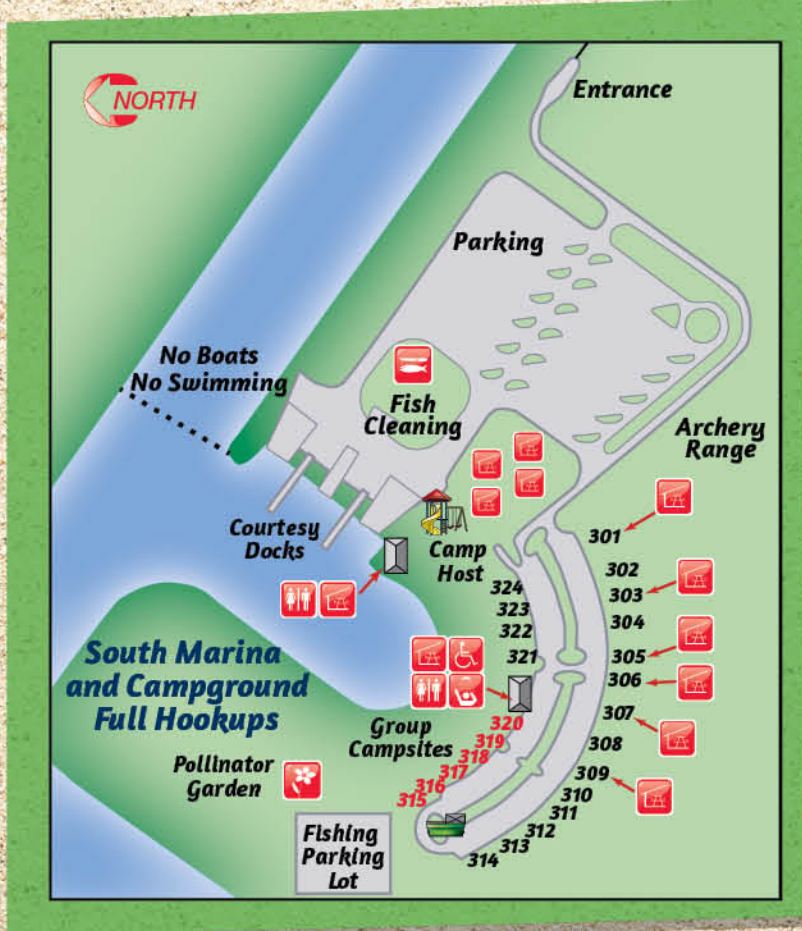 NORTH
Entrance
Parking
No Boats
No Swimming
Fish
Cleaning
Archery
Range
Courtesy
Docks
Camp
Host
301
302
303
304
305
306
307
308
309
310
311
312
313
314
324
323
322
321
320
319
318
317
316
315
South Marina
and Campground
Full Hookups
Group
Campsites
Pollinator
Garden
Fishing
Parking
Lot